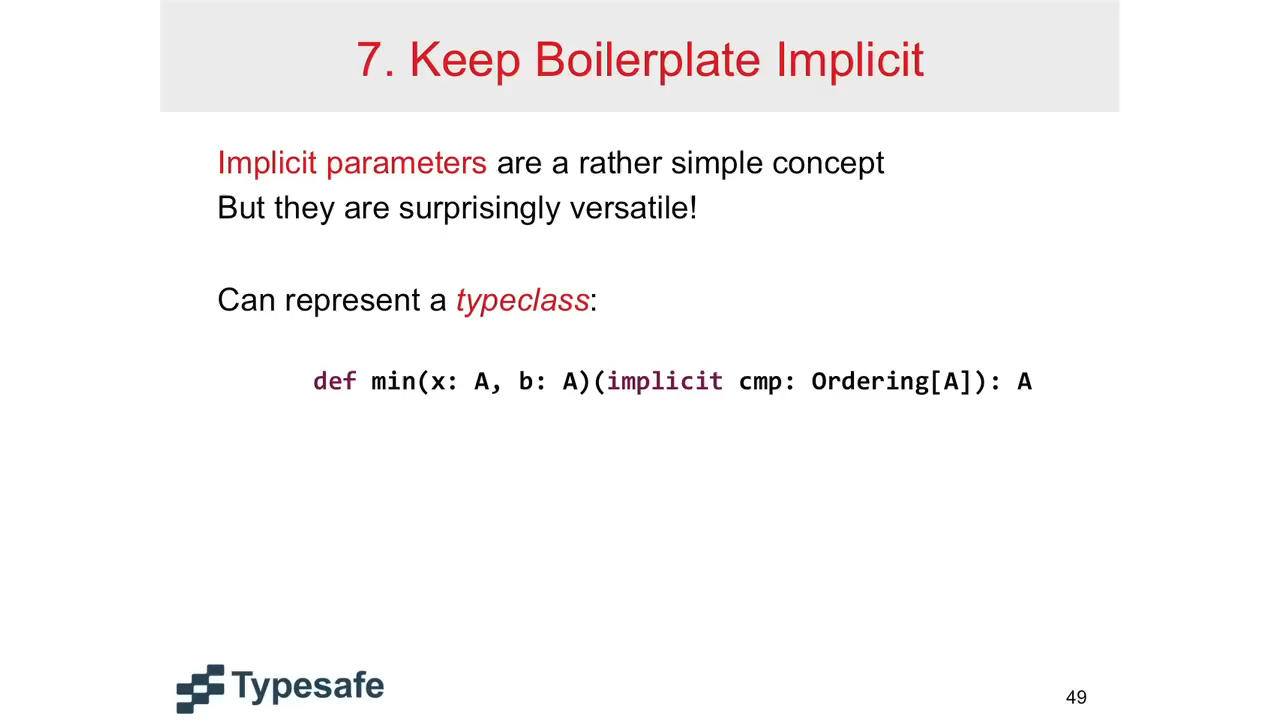 7. Keep Boilerplate Implicit
Implicit parameters are a rather simple concept
But they are surprisingly versatile!
Can represent a typeclass:
def min(x: A, b: A)(implicit cmp: Ordering[A]): A
Typesafe
49